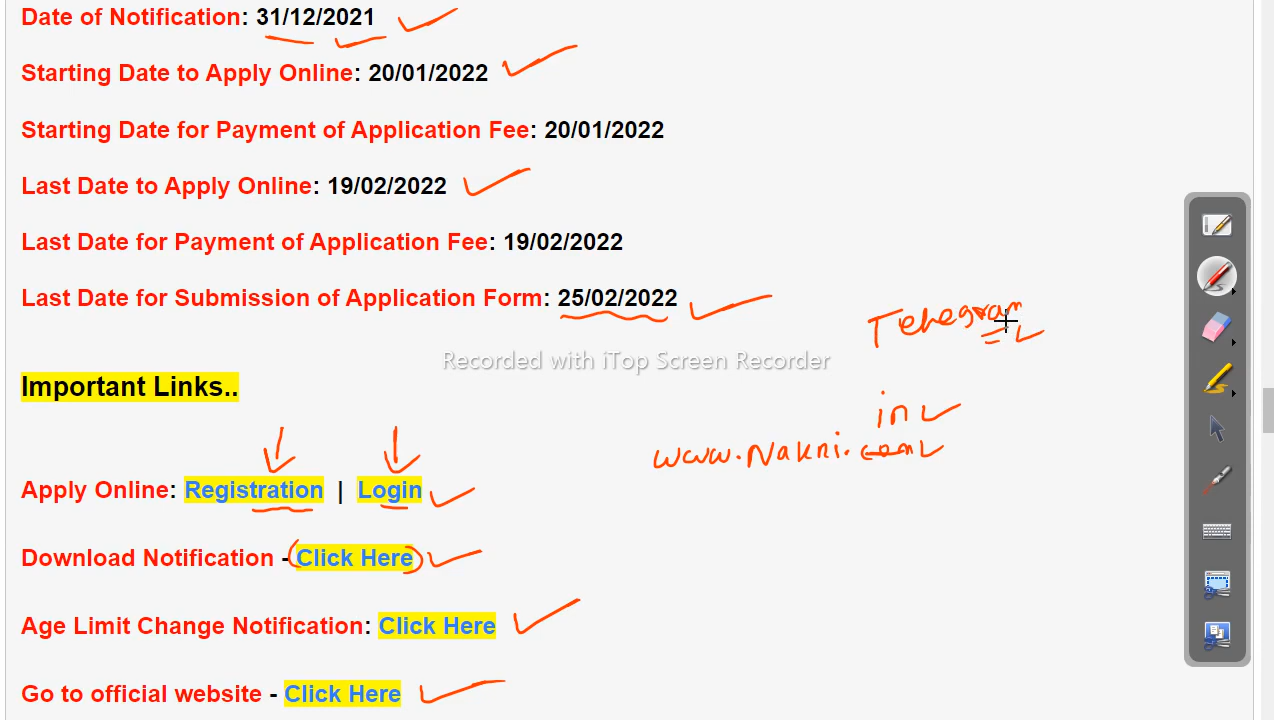 Date of Notification: 31/12/2021
Starting Date to Apply Online: 20/01/2022
Starting Date for Payment of Application Fee: 20/01/2022
Last Date to Apply Online: 19/02/2022
Last Date for Payment of Application Fee: 19/02/2022
Last Date for Submission of Application Form: 25/02/2022
Telegram
Recorded with iTop Screen Recorder
Important Links..
in
www.Nakni.com
Apply Online: Registration | Login
Download Notification - Click Here
Age Limit Change Notification: Click Here
Go to official website - Click Here